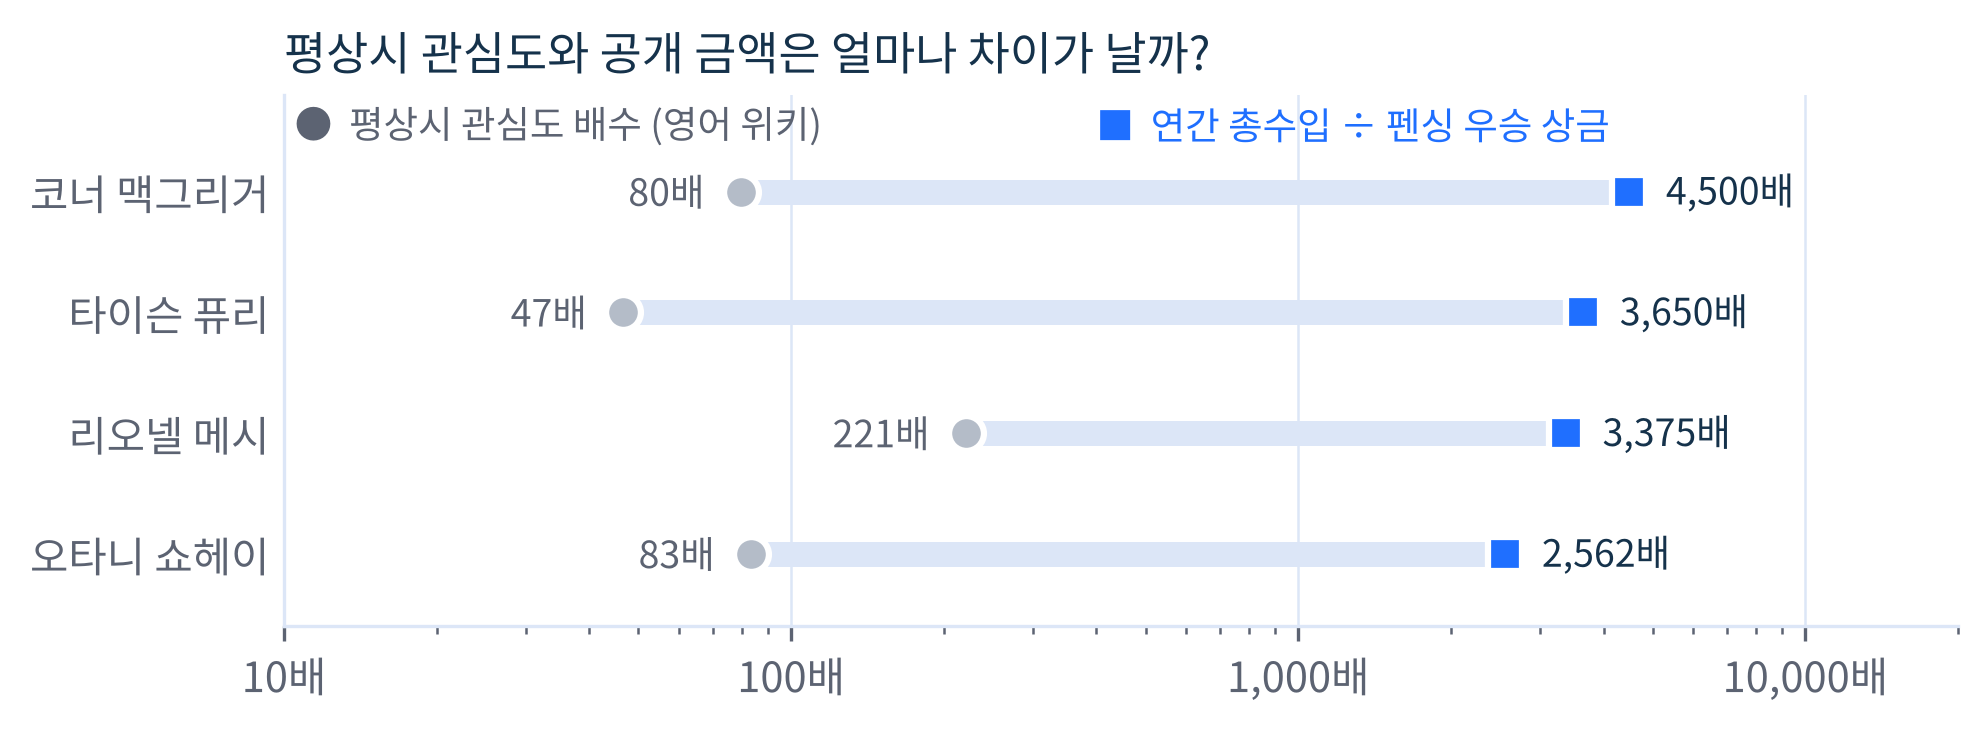 평상시 관심도와 공개 금액은 얼마나 차이가 날까?
평상시 관심도 배수 (영어 위키) 연간 총수입 ÷ 펜싱 우승 상금
코너 맥그리거 80배 4,500배
타이슨 퓨리 47배 3,650배
리오넬 메시 221배 3,375배
오타니 쇼헤이 83배 2,562배
10배 100배 1,000배 10,000배